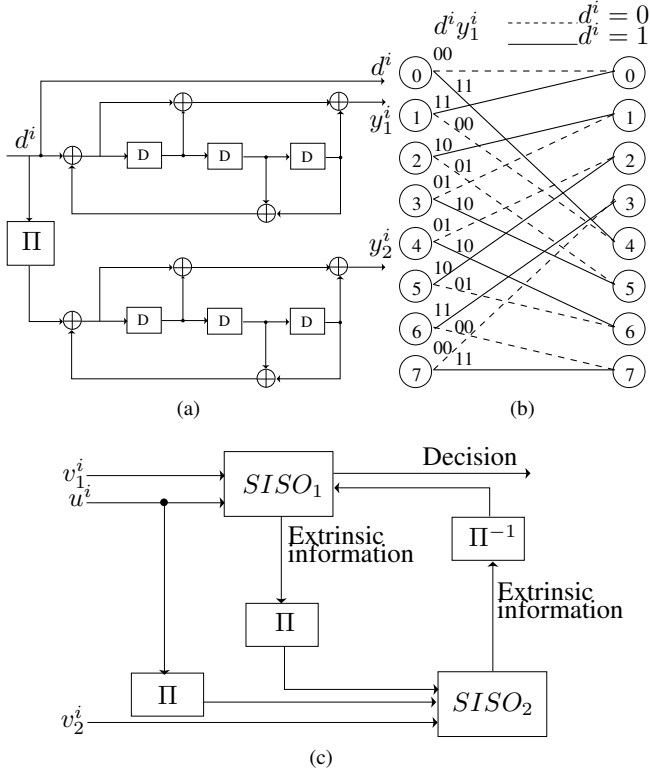 d^i y_1^i
d^i = 0
d^i = 1
d^i
d^i
y_1^i
D
D
D
Π
y_2^i
D
D
D
(a)
00 0 0
11
11 1 1
00
10 2 2
01
01 3 3
10
01 4 4
10
10 5 5
01
11 6 6
00
00 7 7
11
(b)
v_1^i
u^i
SISO_1
Decision
Π^{-1}
Extrinsic
information
Extrinsic
information
Π
Π
SISO_2
v_2^i
(c)